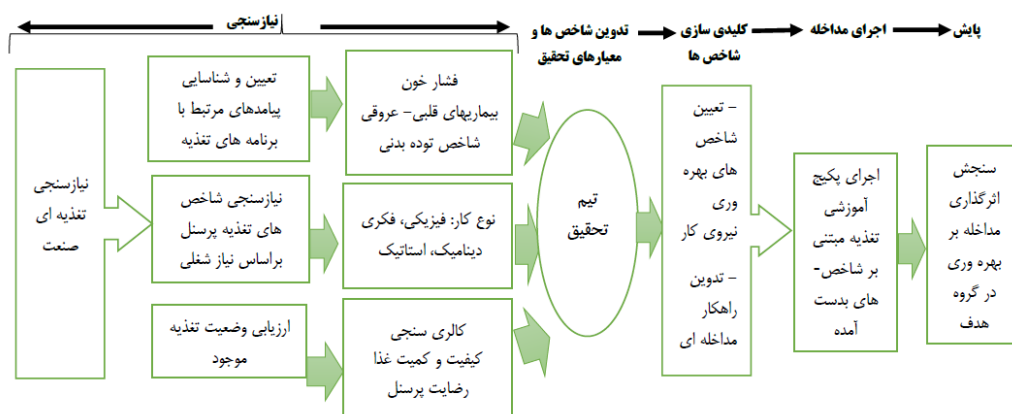 نیازسنجی
تدوین شاخص ها و
معیارهای تحقیق
کلیدی سازی
شاخص ها
اجرای مداخله
پایش
نیازسنجی
تغذیه ای
صنعت
تعیین و شناسایی
پیامدهای مرتبط با
برنامه های تغذیه
نیازسنجی شاخص
های تغذیه پرسنل
براساس نیاز شغلی
ارزیابی وضعیت تغذیه
موجود
فشار خون
بیماریهای قلبی- عروقی
شاخص توده بدنی
نوع کار: فیزیکی، فکری
دینامیک، استاتیک
کالری سنجی
کیفیت و کمیت غذا
رضایت پرسنل
تیم
تحقیق
- تعیین
شاخص
های بهره
وری
نیروی کار
- تدوین
راهکار
مداخله ای
اجرای پکیج
آموزشی
تغذیه مبتنی
بر شاخص-
های بدست
آمده
سنجش
اثرگذاری
مداخله بر
بهره وری
در گروه
هدف